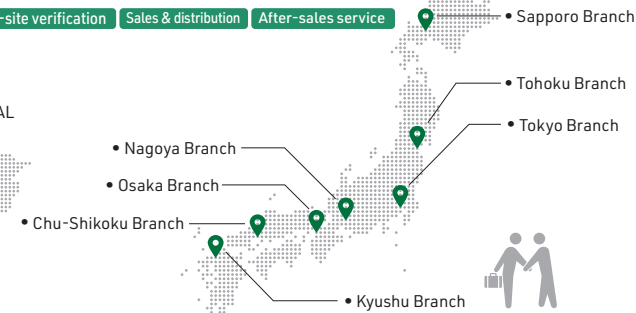 -site verification
Sales & distribution
After-sales service
• Sapporo Branch
• Tohoku Branch
• Tokyo Branch
• Nagoya Branch
• Osaka Branch
• Chu-Shikoku Branch
• Kyushu Branch